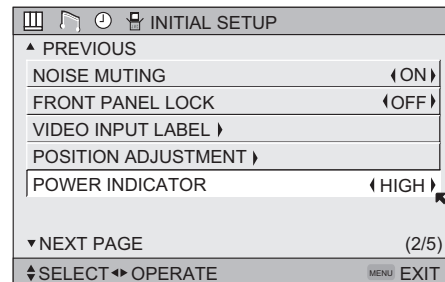 INITIAL SETUP
PREVIOUS
NOISE MUTING ON
FRONT PANEL LOCK OFF
VIDEO INPUT LABEL
POSITION ADJUSTMENT
POWER INDICATOR HIGH
NEXT PAGE (2/5)
SELECT OPERATE MENU EXIT